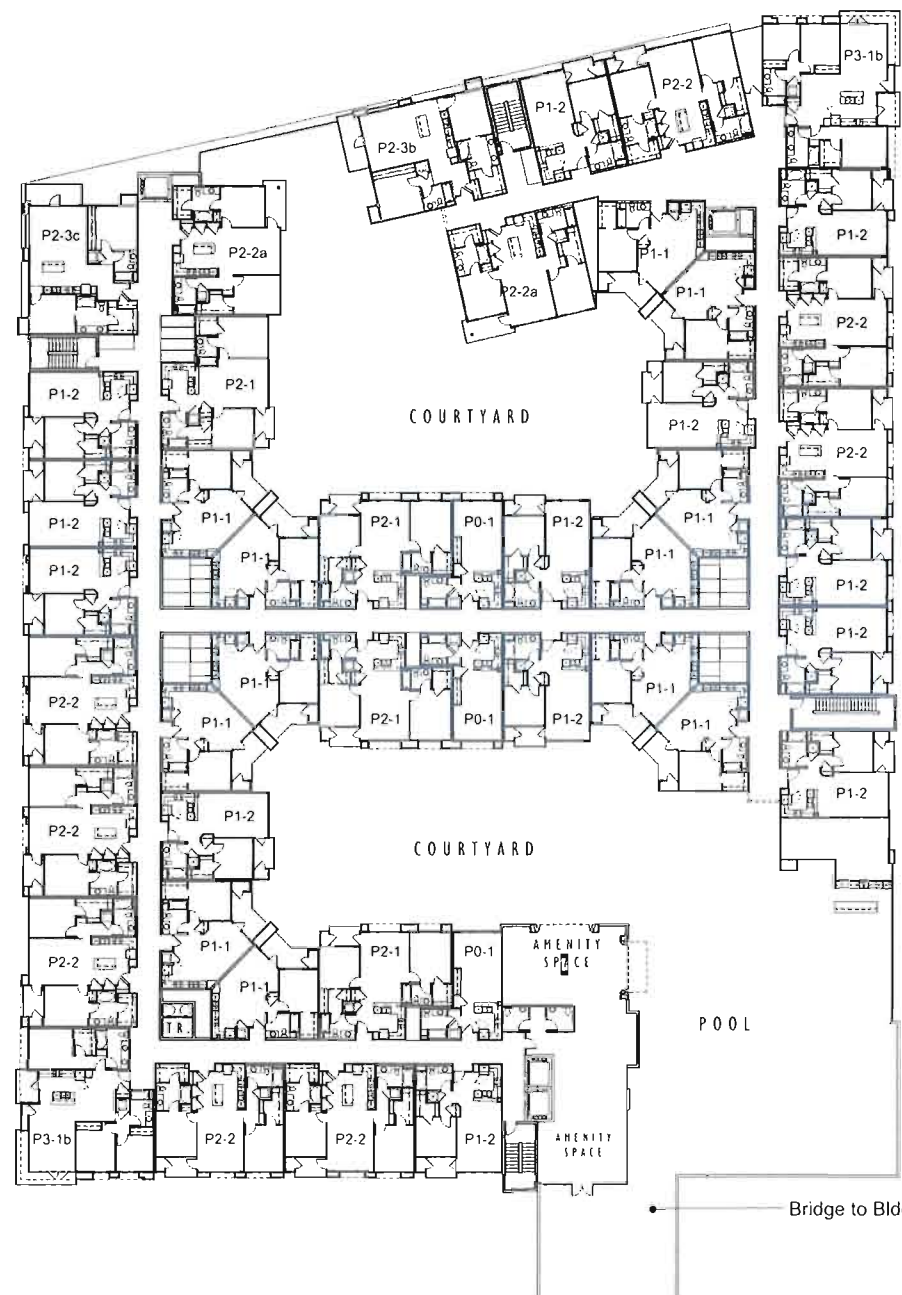 P3-1b
P2-2
P1-2
P2-3b
P1-2
P2-3c
P2-2a
P1-1
P2-2a
P1-1
P2-2
P2-1
P1-2
P1-2
COURTYARD
P2-2
P1-2
P2-1
P0-1
P1-2
P1-1
P1-1
P1-2
P1-1
P1-1
P1-2
P1-2
P1-2
P1-1
P1-1
P2-2
P1-1
P2-1
P0-1
P1-2
P1-1
P1-2
P1-2
P2-2
COURTYARD
P1-1
P2-1
P0-1
AMENITY
SPACE
P2-2
P1-1
TR.
POOL
P3-1b
P2-2
P2-2
P1-2
AMENITY
SPACE
Bridge to Bld